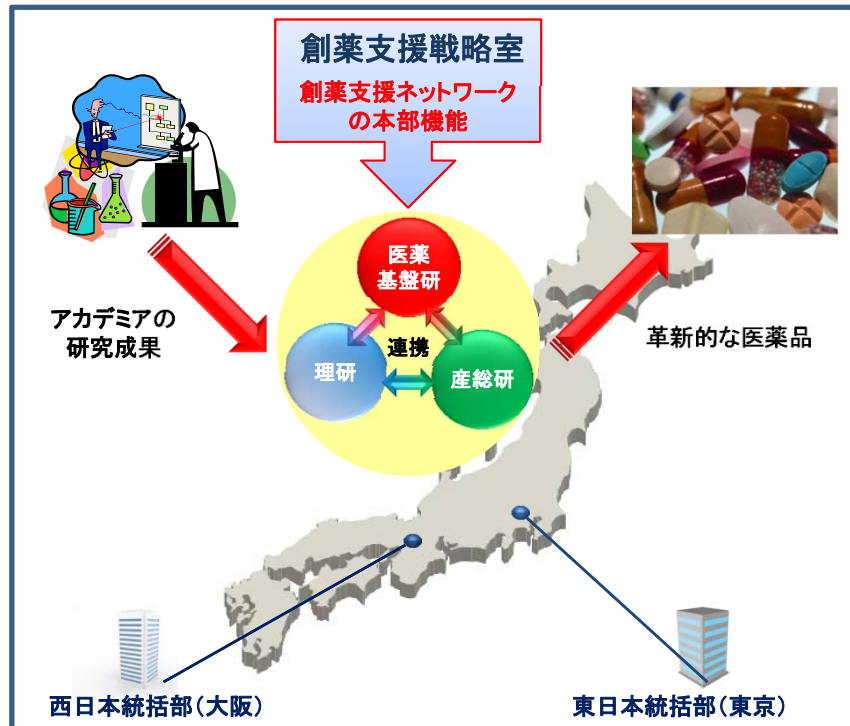 創薬支援戦略室
創薬支援ネットワーク
の本部機能
医薬
基盤研
アカデミアの
研究成果
連携
理研
産総研
革新的な医薬品
西日本統括部(大阪)
東日本統括部(東京)